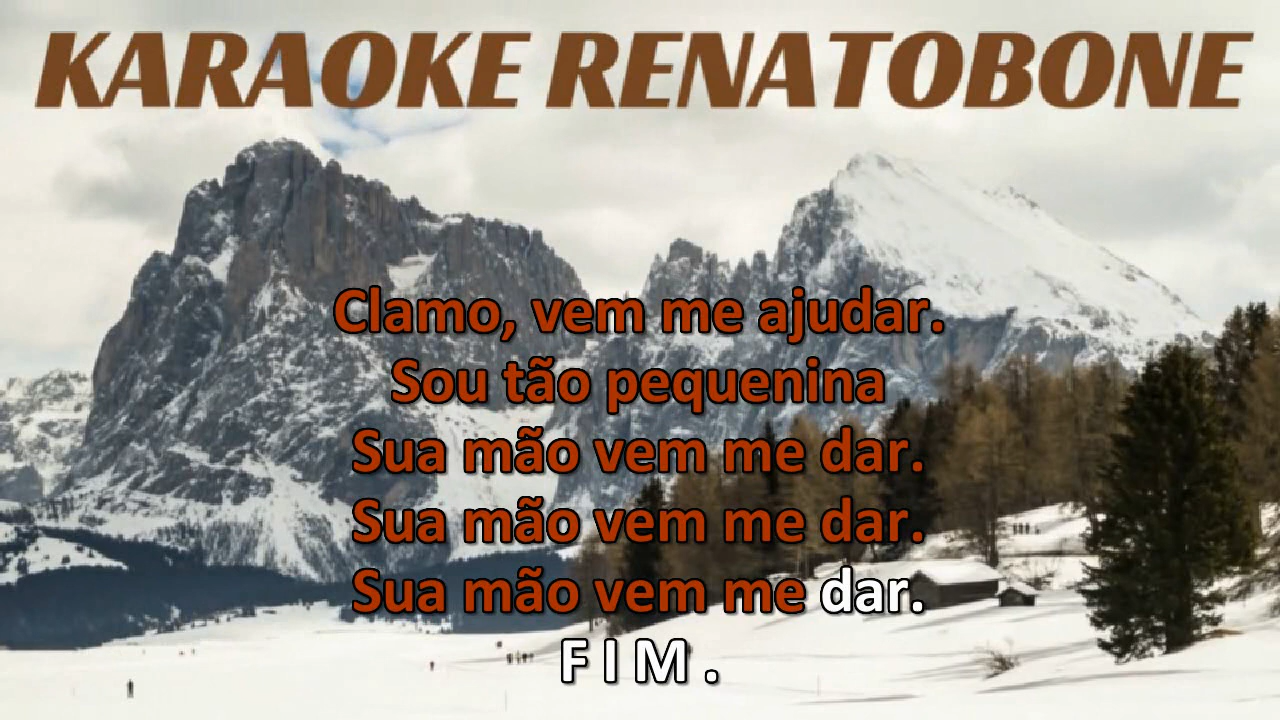 KARAOKE RENATOBONE
Clamo, vem me ajudar.
Sou tão pequenina
Sua mão vem me dar.
Sua mão vem me dar.
Sua mão vem me dar.
F I M .